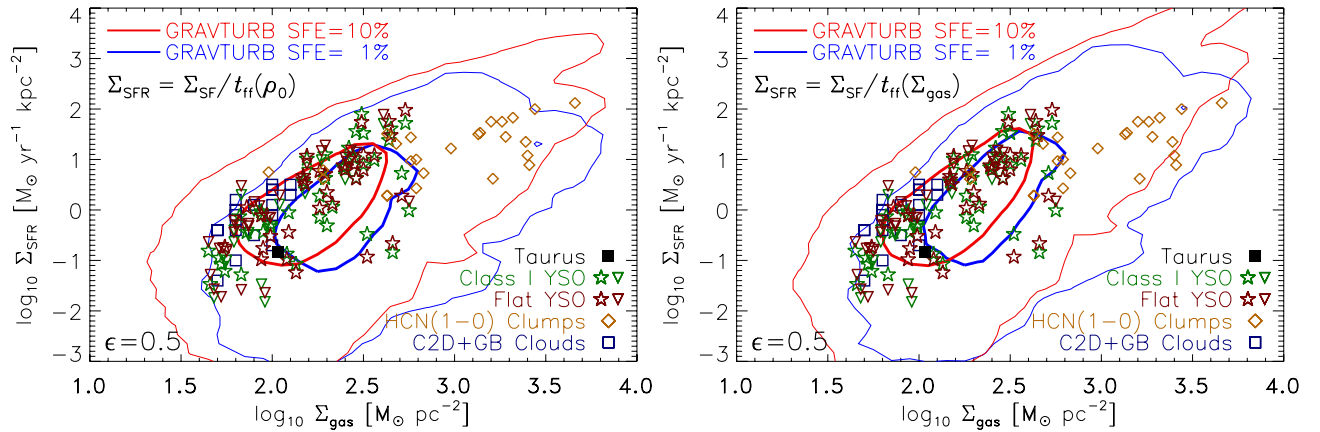 GRAVTURB SFE=10%
GRAVTURB SFE= 1%
Σ_SFR = Σ_SF/t_ff(ρ_0)
log₁₀ Σ_SFR [M_⊙ yr⁻¹ kpc⁻²]
4
3
2
1
0
−1
−2
−3
Taurus
Class I YSO
Flat YSO
HCN(1−0) Clumps
C2D+GB Clouds
ϵ=0.5
1.0 1.5 2.0 2.5 3.0 3.5 4.0
log₁₀ Σ_gas [M_⊙ pc⁻²]
GRAVTURB SFE=10%
GRAVTURB SFE= 1%
Σ_SFR = Σ_SF/t_ff(Σ_gas)
log₁₀ Σ_SFR [M_⊙ yr⁻¹ kpc⁻²]
4
3
2
1
0
−1
−2
−3
Taurus
Class I YSO
Flat YSO
HCN(1−0) Clumps
C2D+GB Clouds
ϵ=0.5
1.0 1.5 2.0 2.5 3.0 3.5 4.0
log₁₀ Σ_gas [M_⊙ pc⁻²]